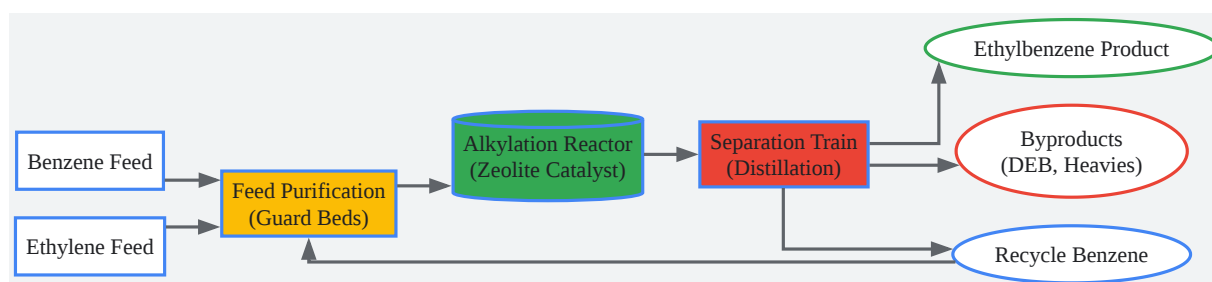 Benzene Feed
Ethylene Feed
Feed Purification
(Guard Beds)
Alkylation Reactor
(Zeolite Catalyst)
Separation Train
(Distillation)
Ethylbenzene Product
Byproducts
(DEB, Heavies)
Recycle Benzene